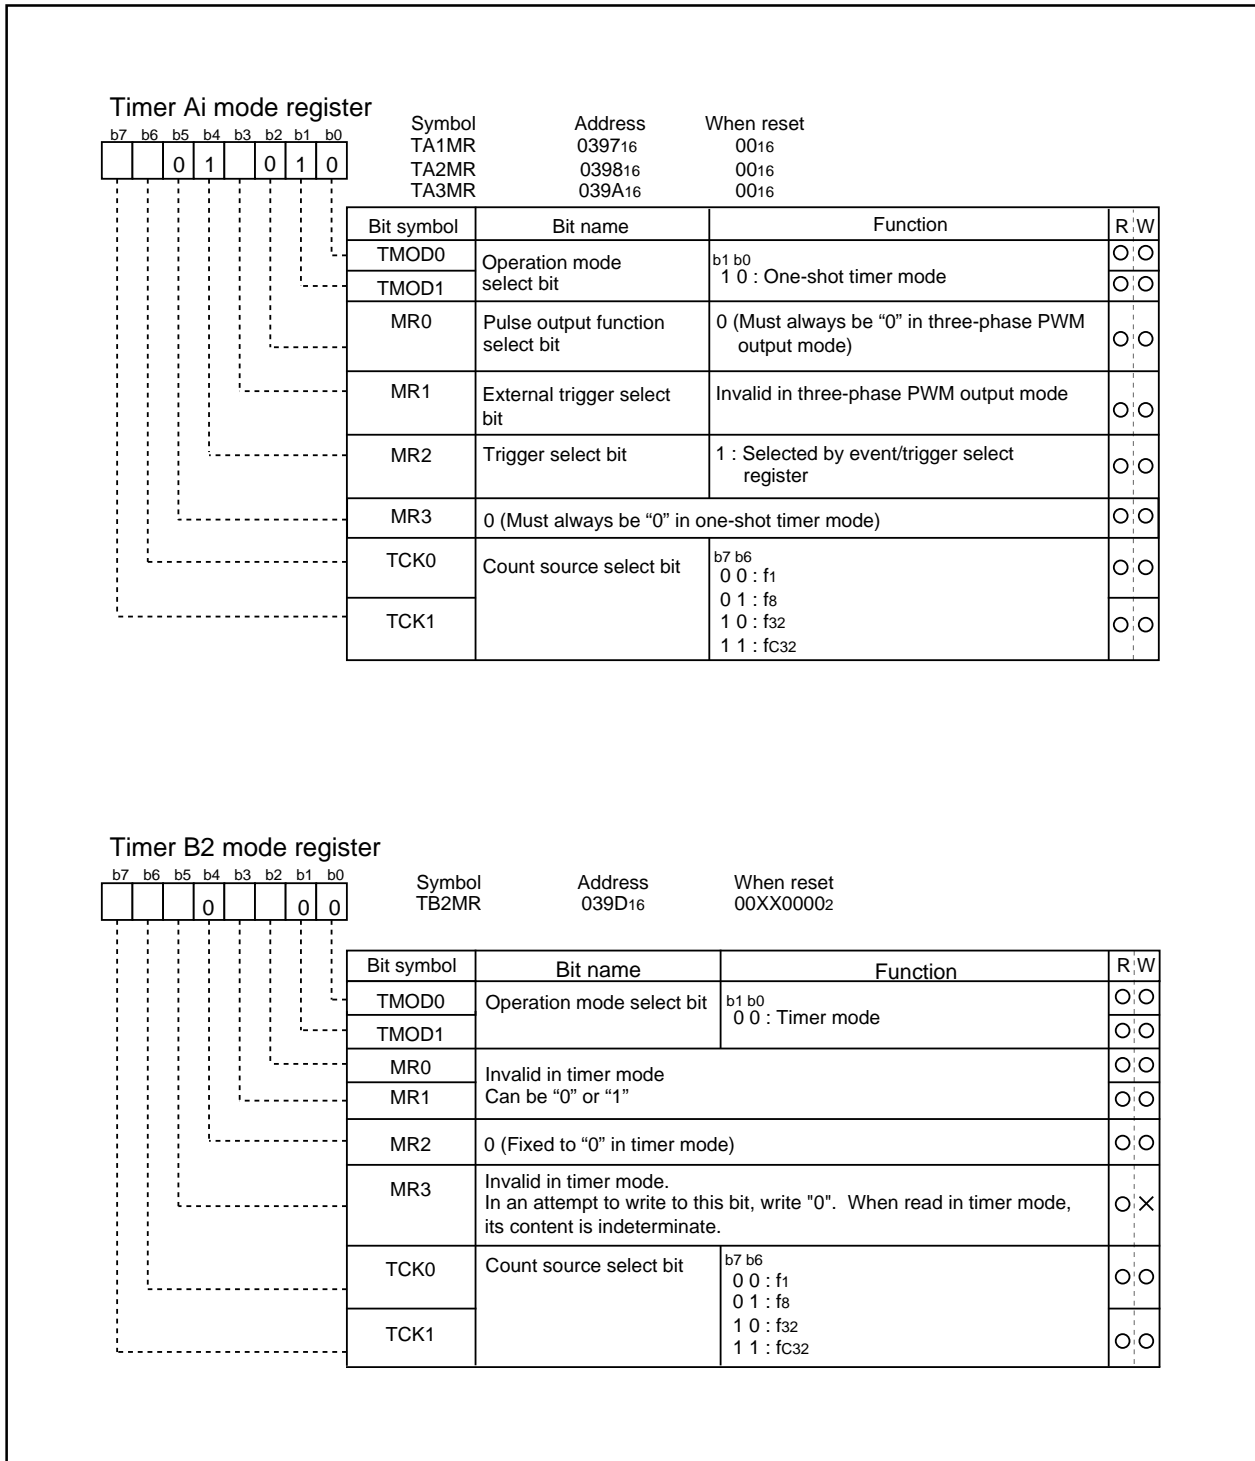 Timer Ai mode register
Symbol Address When reset
b7 b6 b5 b4 b3 b2 b1 b0
TA1MR 039716 0016
0 1 0 1 0
TA2MR 039816 0016
TA3MR 039A16 0016
Bit symbol Bit name Function R W
TMOD0 Operation mode select bit b1 b0
TMOD1 1 0 : One-shot timer mode
MR0 Pulse output function select bit 0 (Must always be “0” in three-phase PWM output mode)
MR1 External trigger select bit Invalid in three-phase PWM output mode
MR2 Trigger select bit 1 : Selected by event/trigger select register
MR3 0 (Must always be “0” in one-shot timer mode)
TCK0 Count source select bit b7 b6
0 0 : f1
0 1 : f8
TCK1 1 0 : f32
1 1 : fC32
Timer B2 mode register
b7 b6 b5 b4 b3 b2 b1 b0
Symbol Address When reset
0 0 0
TB2MR 039D16 00XX00002
Bit symbol Bit name Function R W
TMOD0 Operation mode select bit b1 b0
TMOD1 0 0 : Timer mode
MR0 Invalid in timer mode
MR1 Can be “0” or “1”
MR2 0 (Fixed to “0” in timer mode)
MR3 Invalid in timer mode.
In an attempt to write to this bit, write "0". When read in timer mode,
its content is indeterminate.
TCK0 Count source select bit b7 b6
0 0 : f1
0 1 : f8
TCK1 1 0 : f32
1 1 : fC32